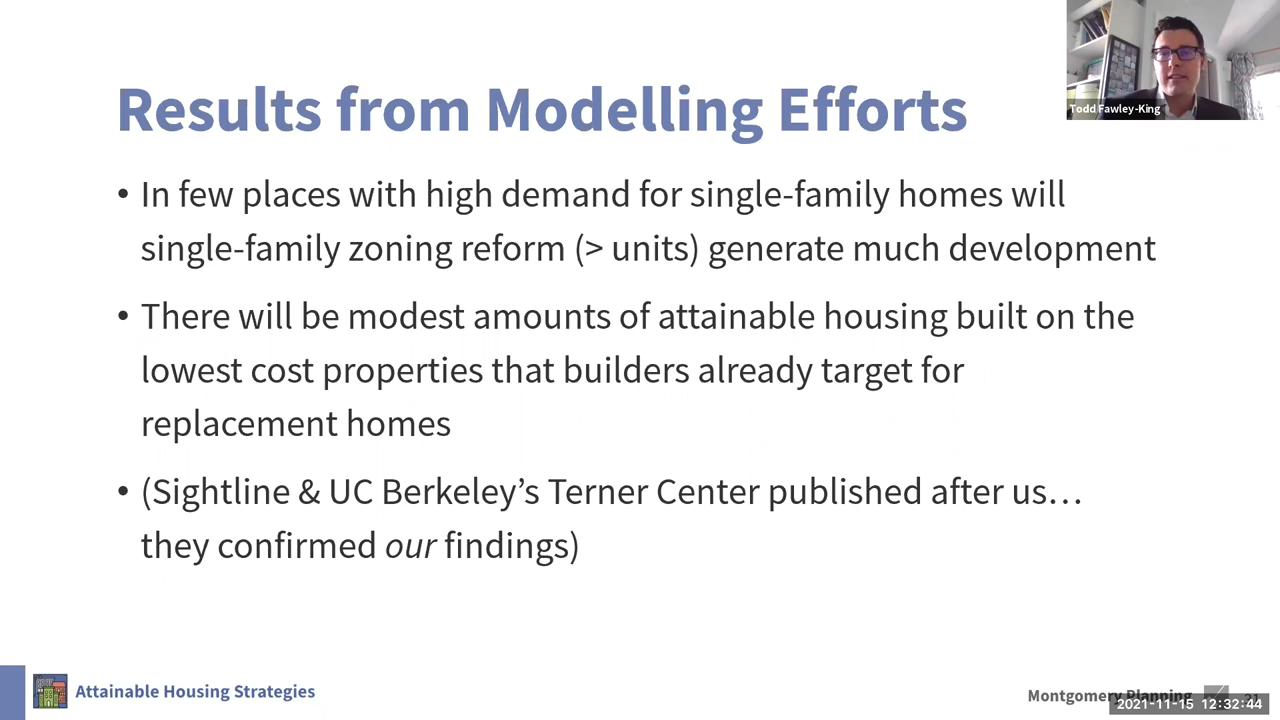 Results from Modelling Efforts
Todd Fawley-King
• In few places with high demand for single-family homes will
single-family zoning reform (> units) generate much development
• There will be modest amounts of attainable housing built on the
lowest cost properties that builders already target for
replacement homes
• (Sightline & UC Berkeley’s Terner Center published after us…
they confirmed our findings)
Attainable Housing Strategies
Montgomery Planning
2021-11-15 12:32:44